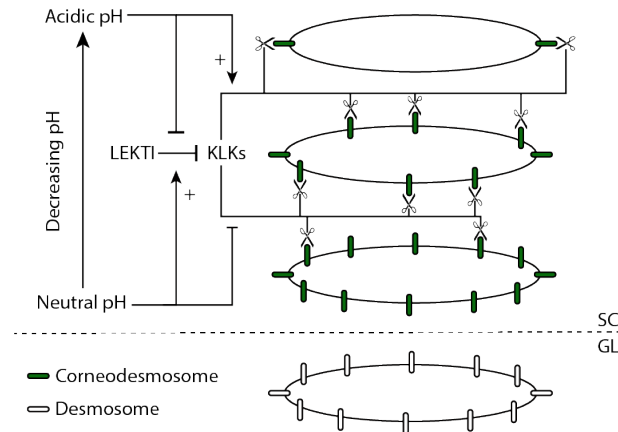 Acidic pH
+
LEKTI
KLKs
Decreasing pH
+
Neutral pH
SC
GL
Corneodesmosome
Desmosome